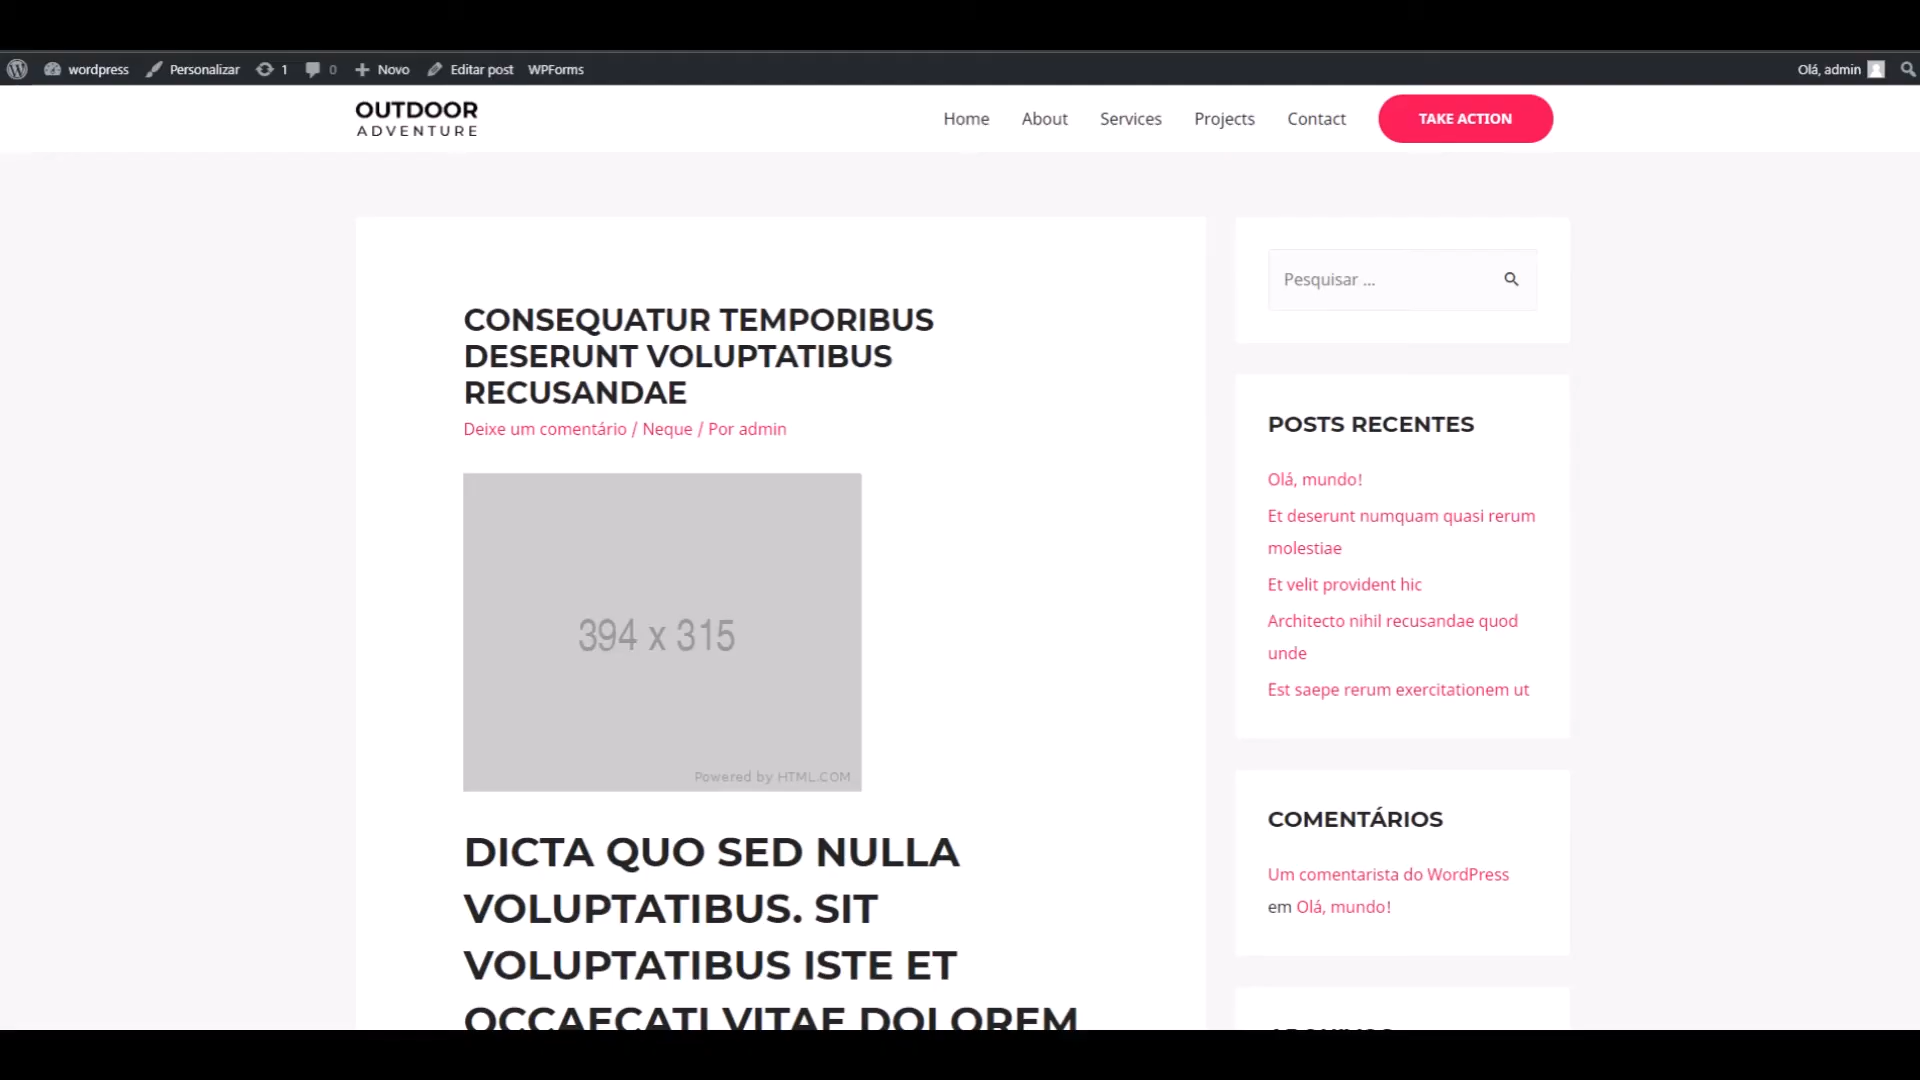 wordpress Personalizar 1 0 Novo Editar post WPForms Olá, admin
OUTDOOR
ADVENTURE
Home About Services Projects Contact TAKE ACTION
CONSEQUATUR TEMPORIBUS
DESERUNT VOLUPTATIBUS
RECUSANDAE
Deixe um comentário / Neque / Por admin
394 x 315
Powered by HTML.COM
DICTA QUO SED NULLA
VOLUPTATIBUS. SIT
VOLUPTATIBUS ISTE ET
OCCAECATI VITAE DOLOREM
Pesquisar ...
POSTS RECENTES
Olá, mundo!
Et deserunt numquam quasi rerum
molestiae
Et velit provident hic
Architecto nihil recusandae quod
unde
Est saepe rerum exercitationem ut
COMENTÁRIOS
Um comentarista do WordPress
em Olá, mundo!